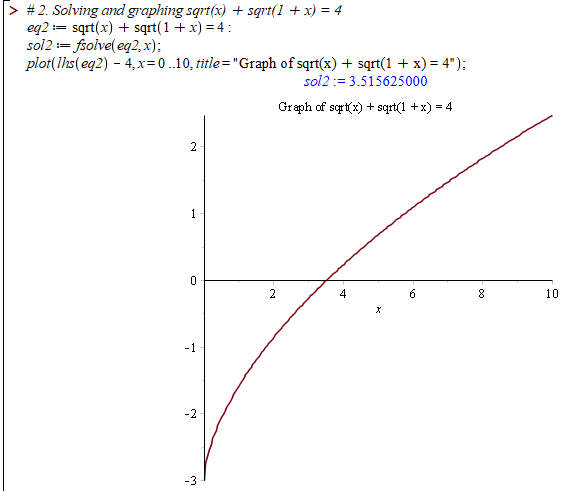 > # 2. Solving and graphing sqrt(x) + sqrt(1 + x) = 4
eq2 := sqrt(x) + sqrt(1 + x) = 4 :
sol2 := fsolve(eq2, x);
plot(lhs(eq2) − 4, x = 0 ..10, title = "Graph of sqrt(x) + sqrt(1 + x) = 4");
sol2 := 3.515625000
Graph of sqrt(x) + sqrt(1 + x) = 4
2
1
0
-1
-2
-3
2 4 6 8 10
x